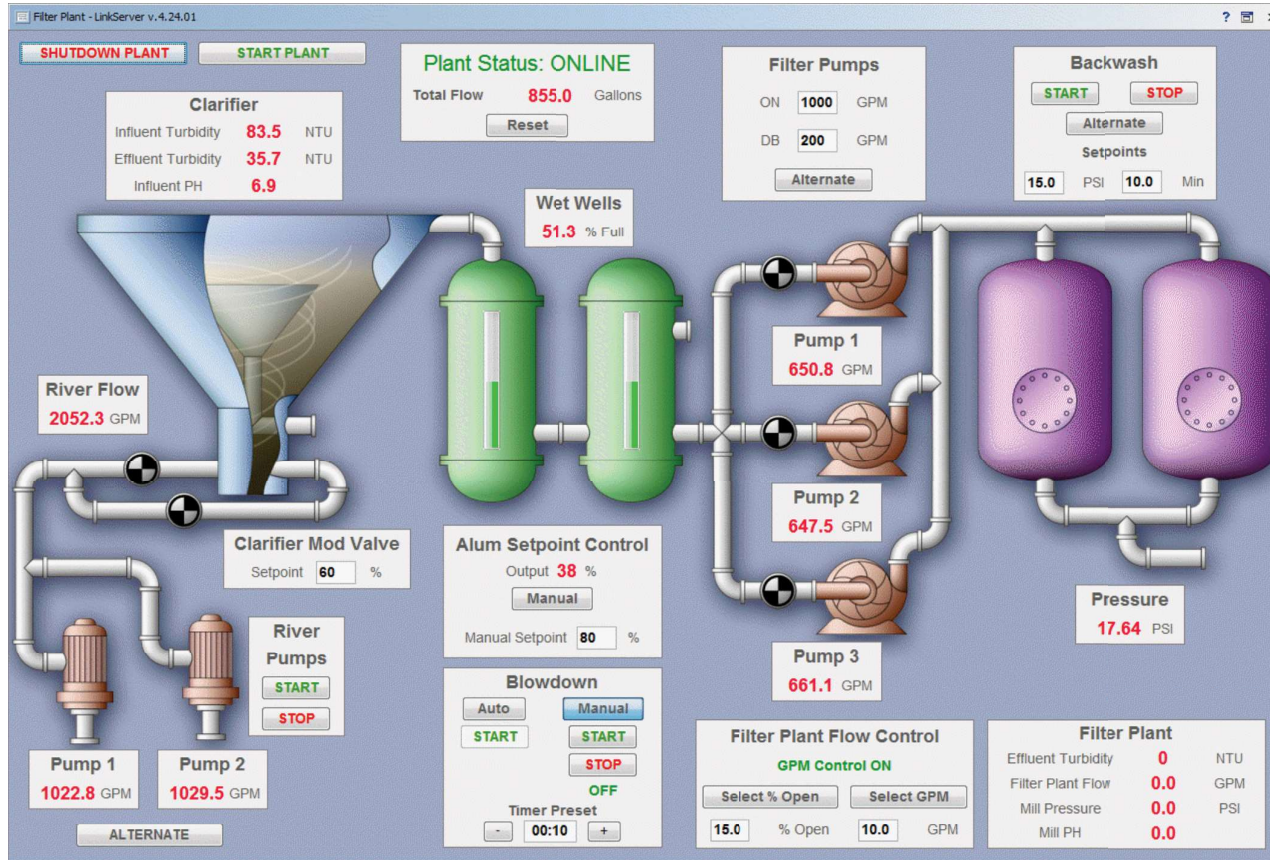 Filter Plant - LinkServer v.4.24.01
SHUTDOWN PLANT
START PLANT
Clarifier
Influent Turbidity 83.5 NTU
Effluent Turbidity 35.7 NTU
Influent PH 6.9
Plant Status: ONLINE
Total Flow 855.0 Gallons
Reset
Filter Pumps
ON 1000 GPM
DB 200 GPM
Alternate
Backwash
START STOP
Alternate
Setpoints
15.0 PSI 10.0 Min
Wet Wells
51.3 % Full
River Flow
2052.3 GPM
Pump 1
650.8 GPM
Pump 2
647.5 GPM
Pump 3
661.1 GPM
Clarifier Mod Valve
Setpoint 60 %
Alum Setpoint Control
Output 38 %
Manual
Manual Setpoint 80 %
Pressure
17.64 PSI
River
Pumps
START
STOP
Pump 1
1022.8 GPM
Pump 2
1029.5 GPM
ALTERNATE
Blowdown
Auto Manual
START START
STOP
OFF
Timer Preset
- 00:10 +
Filter Plant Flow Control
GPM Control ON
Select % Open Select GPM
15.0 % Open 10.0 GPM
Filter Plant
Effluent Turbidity 0 NTU
Filter Plant Flow 0.0 GPM
Mill Pressure 0.0 PSI
Mill PH 0.0